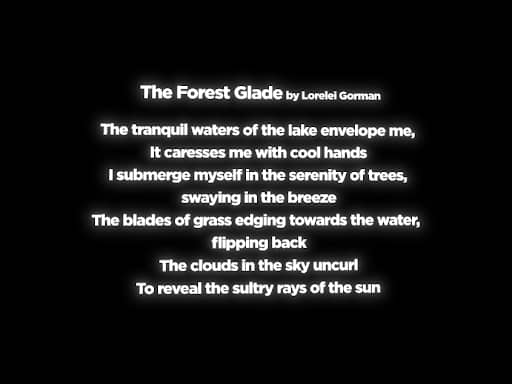 The Forest Glade by Lorelei Gorman
The tranquil waters of the lake envelope me,
It caresses me with cool hands
I submerge myself in the serenity of trees,
swaying in the breeze
The blades of grass edging towards the water,
flipping back
The clouds in the sky uncurl
To reveal the sultry rays of the sun